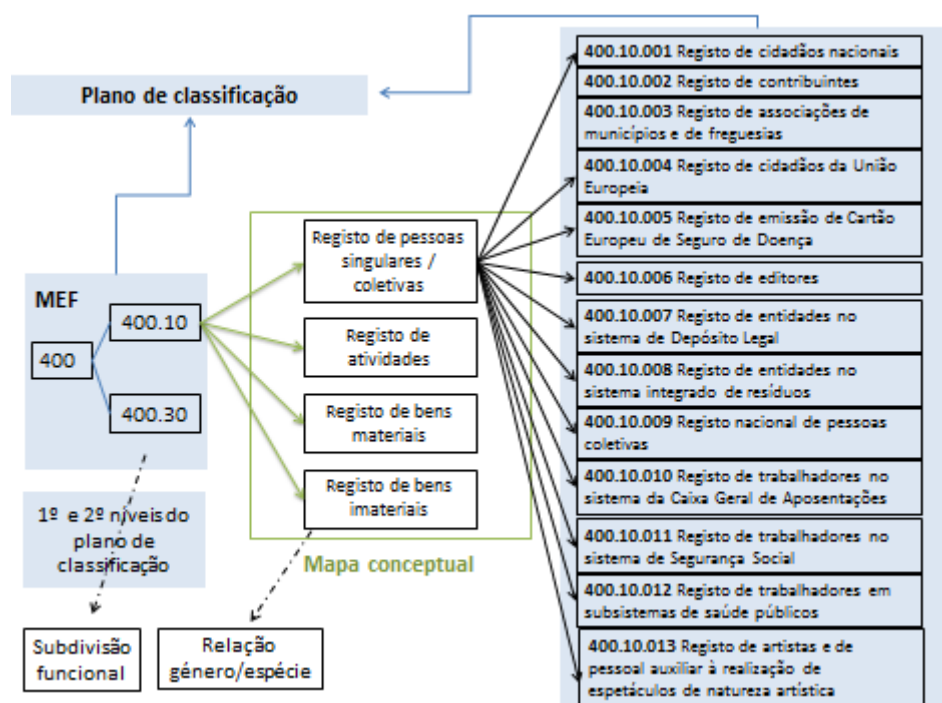 Plano de classificação
MEF
400
400.10
400.30
1º e 2º níveis do
plano de
classificação
Subdivisão
funcional
Registo de pessoas
singulares /
coletivas
Registo de
atividades
Registo de bens
materiais
Registo de bens
imateriais
Mapa conceptual
Relação
género/espécie
400.10.001 Registo de cidadãos nacionais
400.10.002 Registo de contribuintes
400.10.003 Registo de associações de
municípios e de freguesias
400.10.004 Registo de cidadãos da União
Europeia
400.10.005 Registo de emissão de Cartão
Europeu de Seguro de Doença
400.10.006 Registo de editores
400.10.007 Registo de entidades no
sistema de Depósito Legal
400.10.008 Registo de entidades no
sistema integrado de resíduos
400.10.009 Registo nacional de pessoas
coletivas
400.10.010 Registo de trabalhadores no
sistema da Caixa Geral de Aposentações
400.10.011 Registo de trabalhadores no
sistema de Segurança Social
400.10.012 Registo de trabalhadores em
subsistemas de saúde públicos
400.10.013 Registo de artistas e de
pessoal auxiliar à realização de
espetáculos de natureza artística